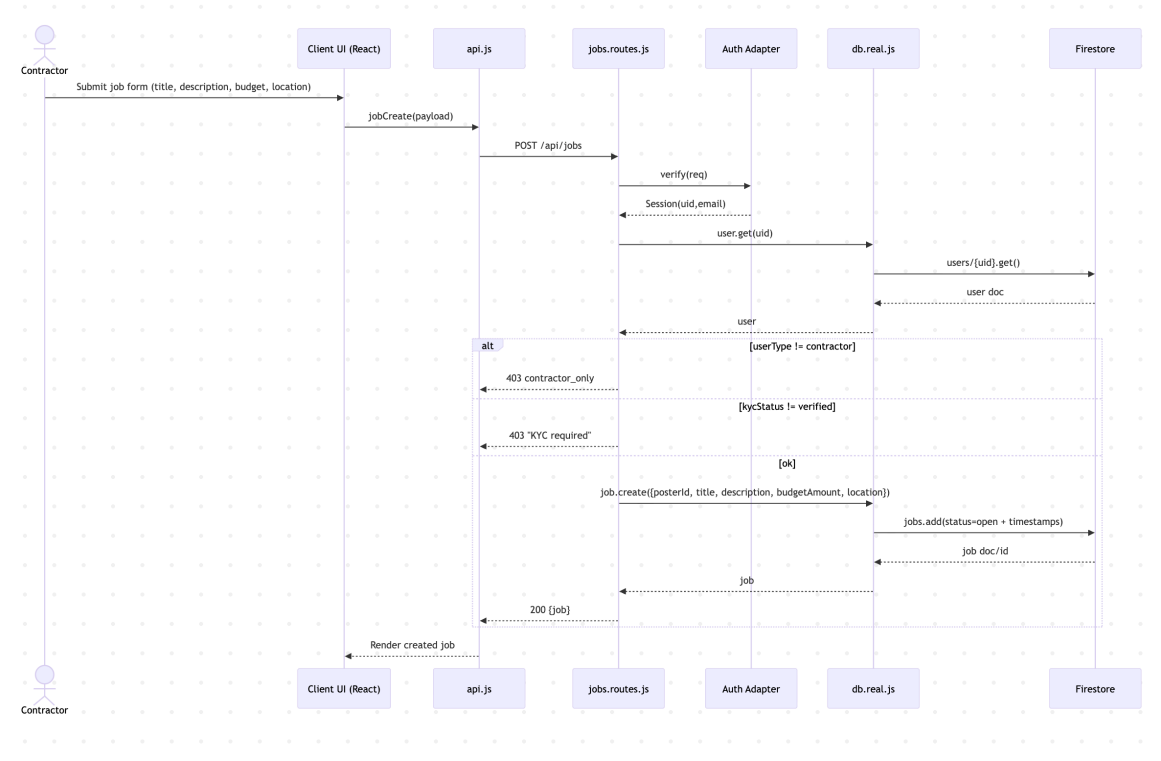 Contractor
Client UI (React)
api.js
jobs.routes.js
Auth Adapter
db.real.js
Firestore
Submit job form (title, description, budget, location)
jobCreate(payload)
POST /api/jobs
verify(req)
Session(uid,email)
user.get(uid)
users/{uid}.get()
user doc
user
alt
[userType != contractor]
403 contractor_only
[kycStatus != verified]
403 "KYC required"
[ok]
job.create({posterId, title, description, budgetAmount, location})
jobs.add(status=open + timestamps)
job doc/id
job
200 {job}
Render created job
Contractor
Client UI (React)
api.js
jobs.routes.js
Auth Adapter
db.real.js
Firestore